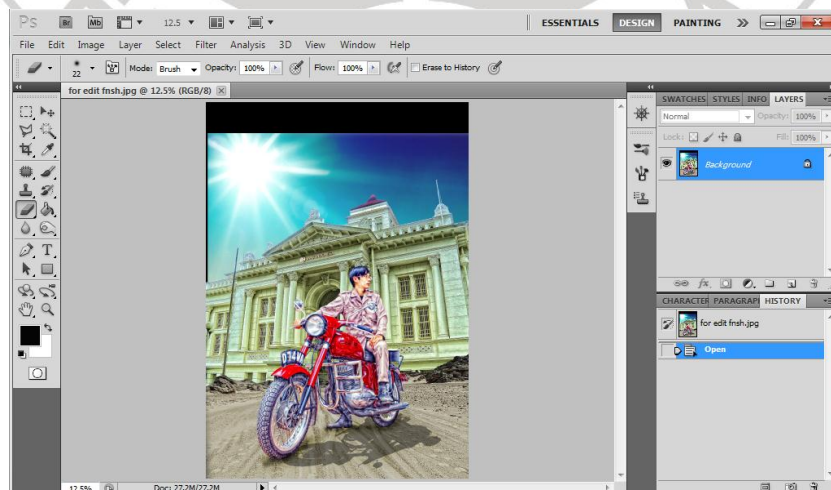 Ps Br Mb 12.5 ESSENTIALS DESIGN PAINTING
File Edit Image Layer Select Filter Analysis 3D View Window Help
22 Mode: Brush Opacity: 100% Flow: 100% Erase to History
for edit fnsh.jpg @ 12.5% (RGB/8)
SWATCHES STYLES INFO LAYERS
Normal Opacity: 100%
Lock: Fill: 100%
Background
CHARACTER PARAGRAPH HISTORY
for edit fnsh.jpg
Open
12.5% Doc: 27.2M/27.2M